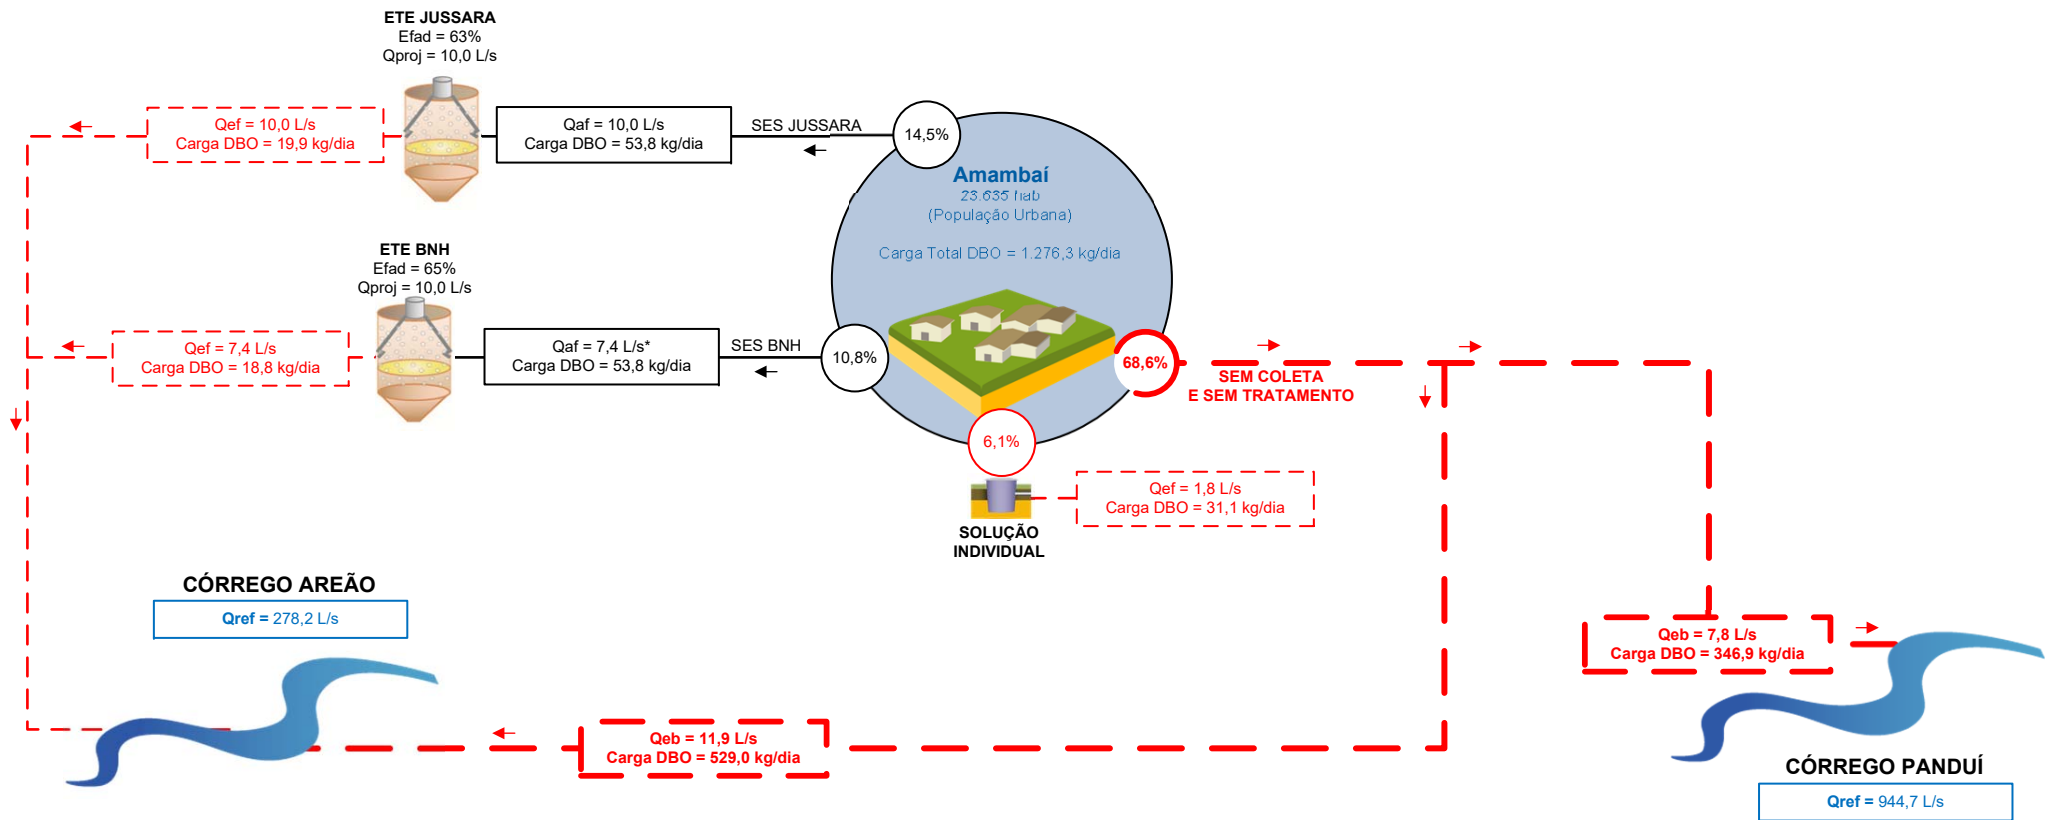 ETE JUSSARA
Efad = 63%
Qproj = 10,0 L/s
Qef = 10,0 L/s
Carga DBO = 19,9 kg/dia
Qaf = 10,0 L/s
Carga DBO = 53,8 kg/dia
SES JUSSARA
14,5%
Amambaí
23.635 hab
(População Urbana)
Carga Total DBO = 1.276,3 kg/dia
ETE BNH
Efad = 65%
Qproj = 10,0 L/s
Qef = 7,4 L/s
Carga DBO = 18,8 kg/dia
Qaf = 7,4 L/s*
Carga DBO = 53,8 kg/dia
SES BNH
10,8%
68,6%
SEM COLETA
E SEM TRATAMENTO
6,1%
Qef = 1,8 L/s
Carga DBO = 31,1 kg/dia
SOLUÇÃO
INDIVIDUAL
CÓRREGO AREÃO
Qref = 278,2 L/s
Qeb = 7,8 L/s
Carga DBO = 346,9 kg/dia
Qeb = 11,9 L/s
Carga DBO = 529,0 kg/dia
CÓRREGO PANDUÍ
Qref = 944,7 L/s